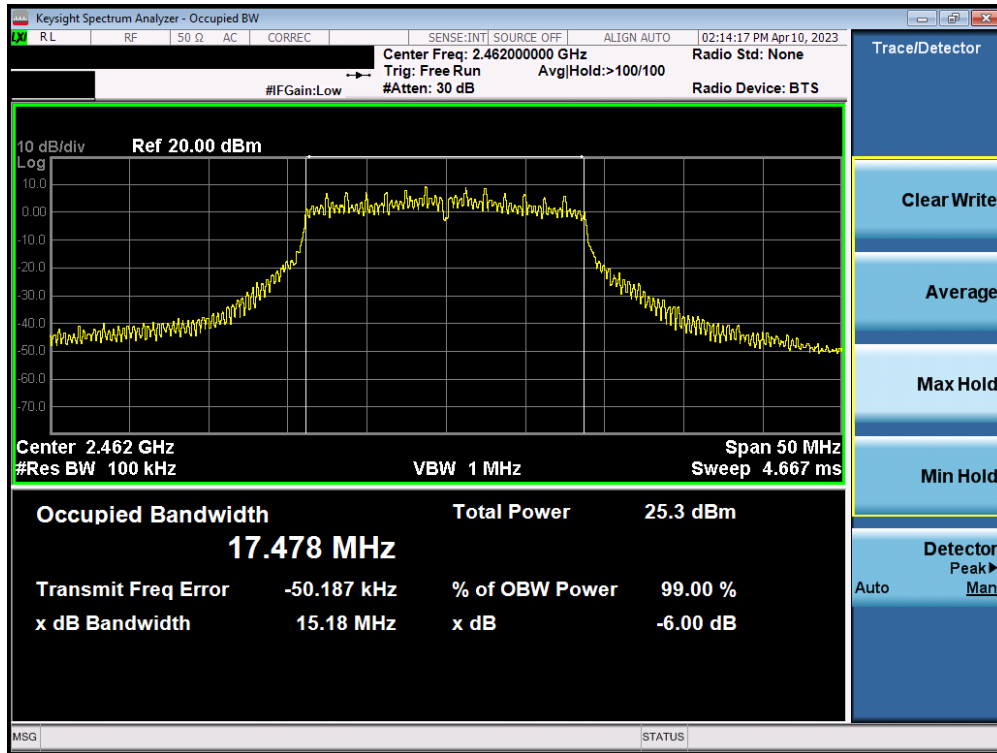 Keysight Spectrum Analyzer - Occupied BW
LXI RL RF 50 Ω AC CORREC SENSE:INT SOURCE OFF ALIGN AUTO 02:14:17 PM Apr 10, 2023
Center Freq: 2.462000000 GHz Radio Std: None
Trig: Free Run Avg|Hold:>100/100
#IFGain:Low #Atten: 30 dB Radio Device: BTS
Trace/Detector
10 dB/div Ref 20.00 dBm
Log
10.0
0.00
-10.0
-20.0
-30.0
-40.0
-50.0
-60.0
-70.0
Center 2.462 GHz Span 50 MHz
#Res BW 100 kHz VBW 1 MHz Sweep 4.667 ms
Occupied Bandwidth Total Power 25.3 dBm
17.478 MHz
Transmit Freq Error -50.187 kHz % of OBW Power 99.00 %
x dB Bandwidth 15.18 MHz x dB -6.00 dB
Clear Write
Average
Max Hold
Min Hold
Detector
Peak▶
Auto Man
MSG STATUS